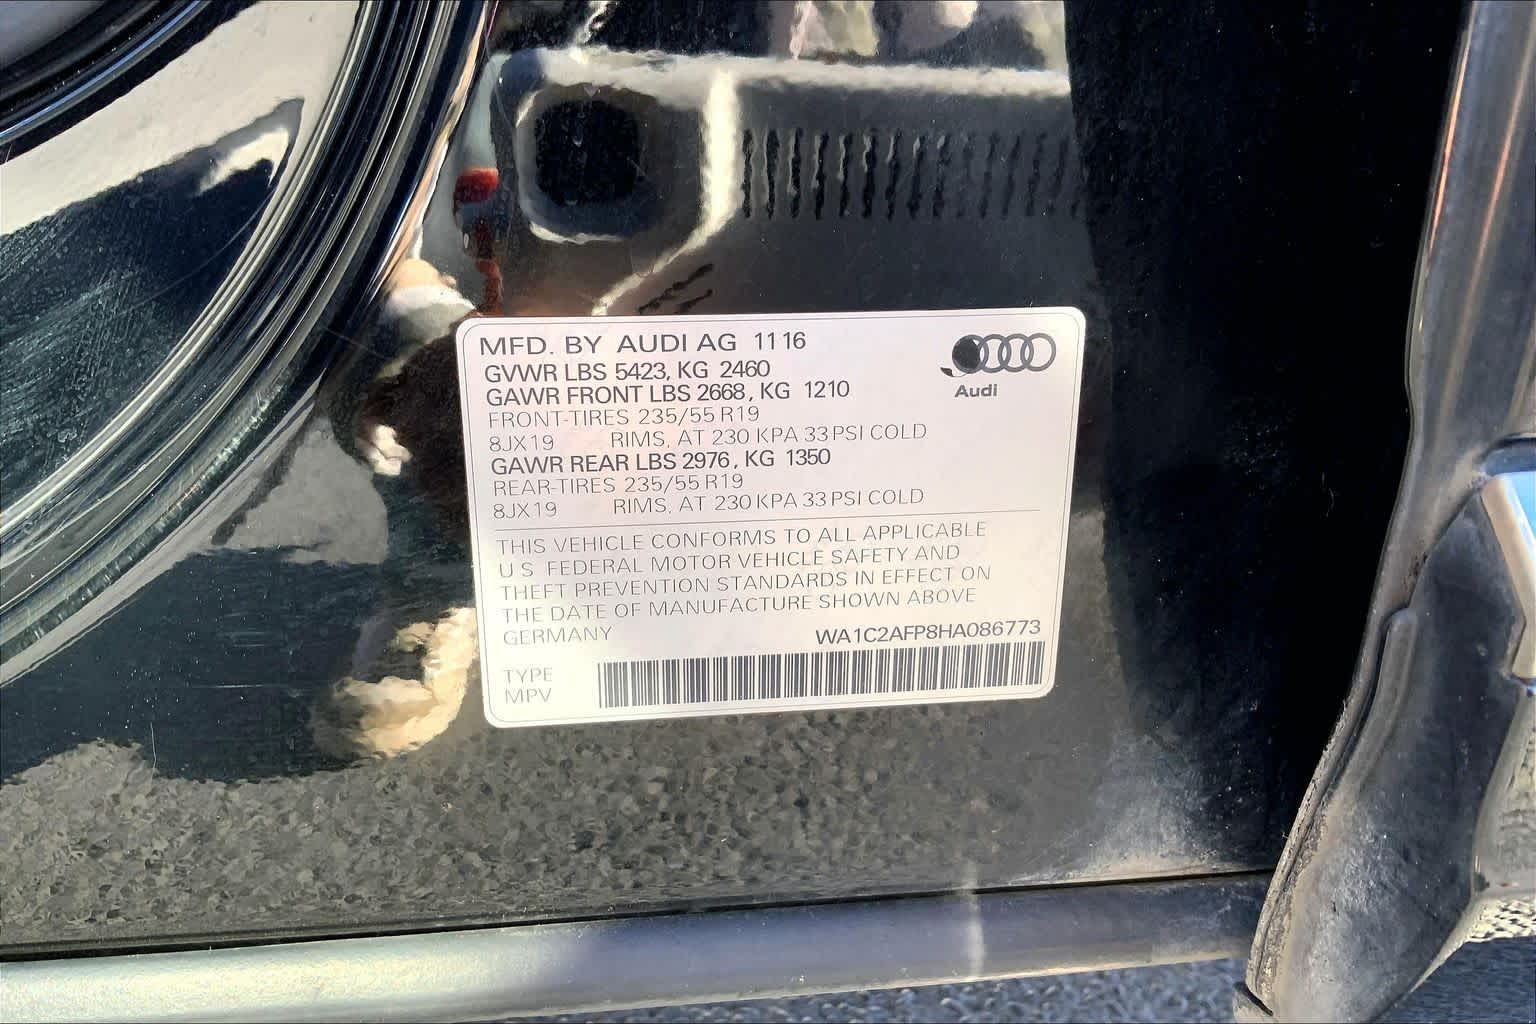 MFD. BY AUDI AG 11 16
GVWR LBS 5423, KG 2460
GAWR FRONT LBS 2668, KG 1210
FRONT-TIRES 235/55 R19
8JX19 RIMS, AT 230 KPA 33 PSI COLD
GAWR REAR LBS 2976, KG 1350
REAR-TIRES 235/55 R19
8JX19 RIMS, AT 230 KPA 33 PSI COLD
Audi
THIS VEHICLE CONFORMS TO ALL APPLICABLE
U S FEDERAL MOTOR VEHICLE SAFETY AND
THEFT PREVENTION STANDARDS IN EFFECT ON
THE DATE OF MANUFACTURE SHOWN ABOVE
GERMANY WA1C2AFP8HA086773
TYPE
MPV